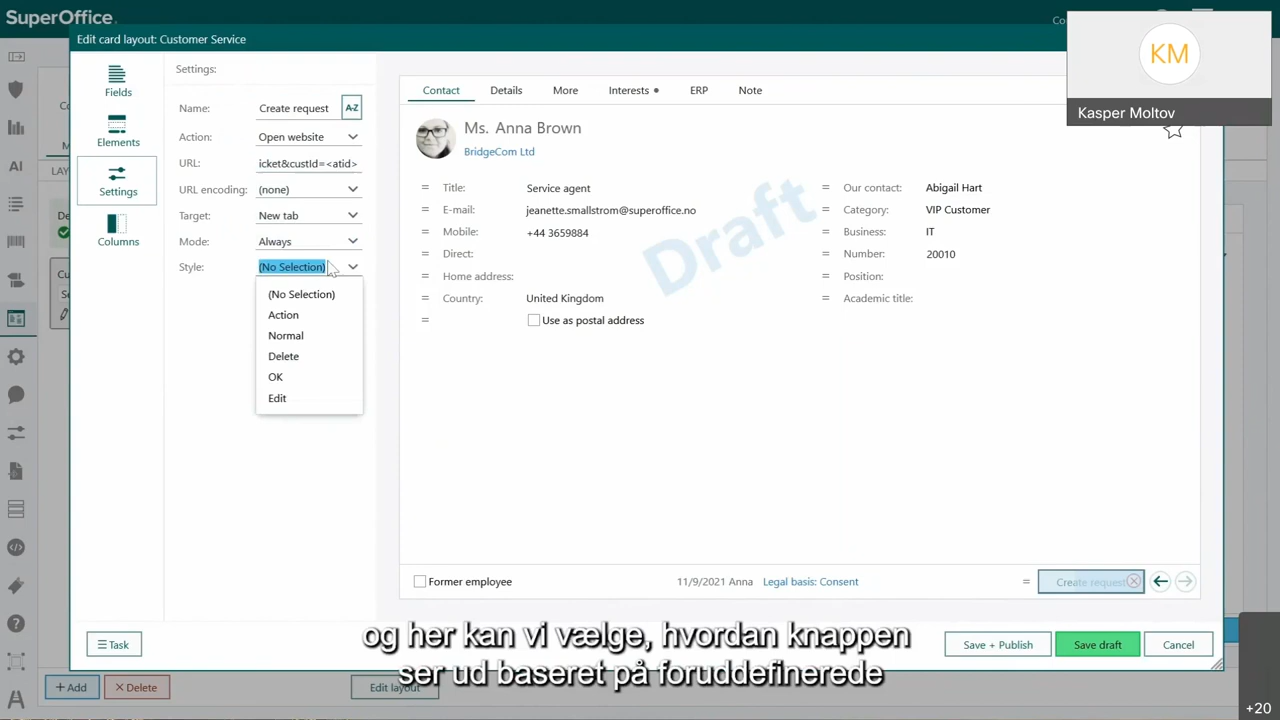 SuperOffice.
Edit card layout: Customer Service
KM
Kasper Moltov
Fields
Elements
Settings
Columns
Settings:
Name: Create request A-Z
Action: Open website
URL: icket&custId=<atid>
URL encoding: (none)
Target: New tab
Mode: Always
Style: (No Selection)
(No Selection)
Action
Normal
Delete
OK
Edit
Contact Details More Interests ERP Note
Ms. Anna Brown
BridgeCom Ltd
Draft
= Title: Service agent
= E-mail: jeanette.smallstrom@superoffice.no
= Mobile: +44 3659884
= Direct:
= Home address:
= Country: United Kingdom
= Use as postal address
= Our contact: Abigail Hart
= Category: VIP Customer
= Business: IT
= Number: 20010
= Position:
= Academic title:
Former employee 11/9/2021 Anna Legal basis: Consent = Create request
Task Save + Publish Save draft Cancel
+ Add × Delete Edit layout
AI
og her kan vi vælge, hvordan knappen
ser ud baseret på foruddefinerede
+20